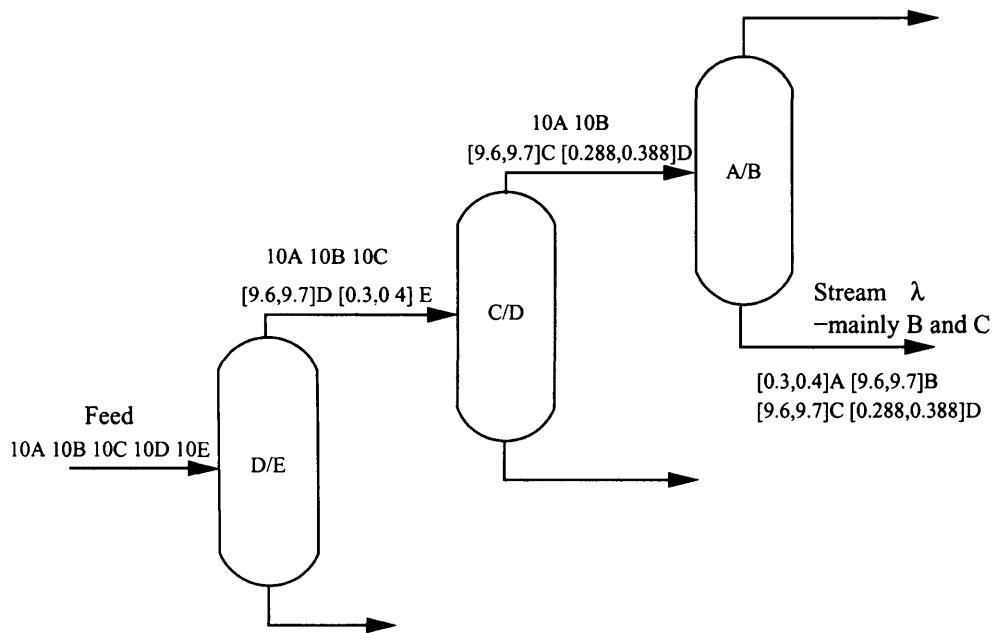 10A 10B
[9.6,9.7]C [0.288,0.388]D
A/B
10A 10B 10C
[9.6,9.7]D [0.3,0 4] E
C/D
Stream λ
−mainly B and C
[0.3,0.4]A [9.6,9.7]B
[9.6,9.7]C [0.288,0.388]D
Feed
10A 10B 10C 10D 10E
D/E